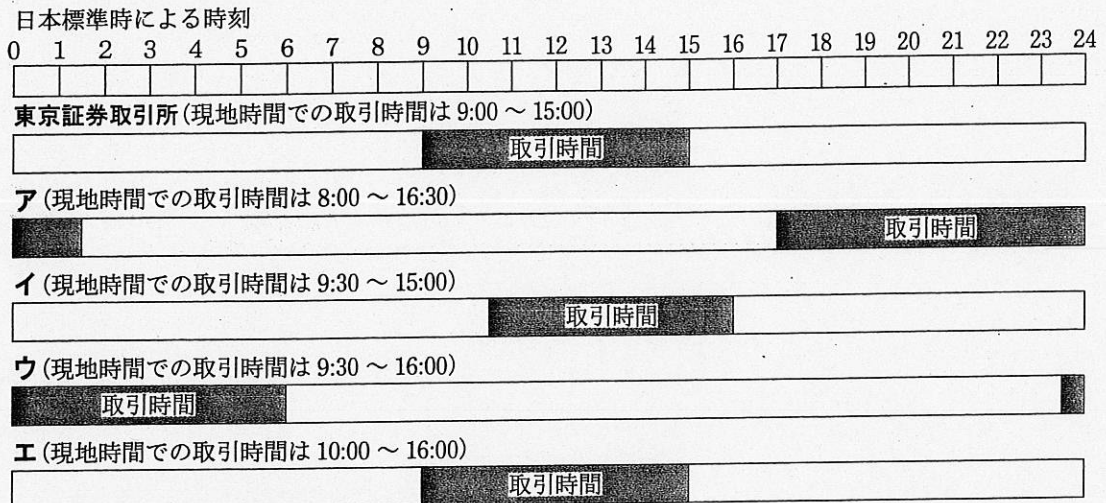 日本標準時による時刻
0 1 2 3 4 5 6 7 8 9 10 11 12 13 14 15 16 17 18 19 20 21 22 23 24
東京証券取引所(現地時間での取引時間は 9:00 ～ 15:00)
取引時間
ア(現地時間での取引時間は 8:00 ～ 16:30)
取引時間
イ(現地時間での取引時間は 9:30 ～ 15:00)
取引時間
ウ(現地時間での取引時間は 9:30 ～ 16:00)
取引時間
エ(現地時間での取引時間は 10:00 ～ 16:00)
取引時間